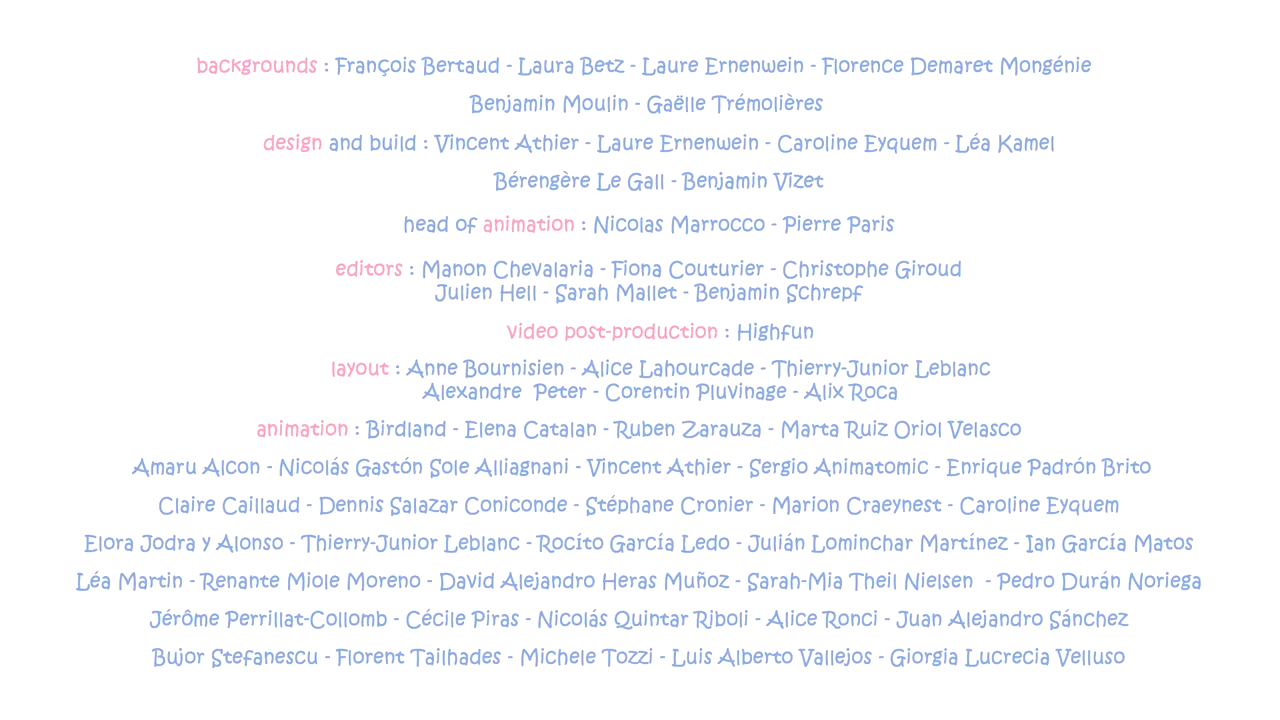 backgrounds : François Bertaud - Laura Betz - Laure Ernenwein - Florence Demaret Mongénie
Benjamin Moulin - Gaëlle Trémolières
design and build : Vincent Athier - Laure Ernenwein - Caroline Eyquem - Léa Kamel
Bérengère Le Gall - Benjamin Vizet
head of animation : Nicolas Marrocco - Pierre Paris
editors : Manon Chevalaria - Fiona Couturier - Christophe Giroud
Julien Hell - Sarah Mallet - Benjamin Schrepf
video post-production : Highfun
layout : Anne Bournisien - Alice Lahourcade - Thierry-Junior Leblanc
Alexandre  Peter - Corentin Pluvinage - Alix Roca
animation : Birdland - Elena Catalan - Ruben Zarauza - Marta Ruiz Oriol Velasco
Amaru Alcon - Nicolás Gastón Sole Alliagnani - Vincent Athier - Sergio Animatomic - Enrique Padrón Brito
Claire Caillaud - Dennis Salazar Coniconde - Stéphane Cronier - Marion Craeynest - Caroline Eyquem
Elora Jodra y Alonso - Thierry-Junior Leblanc - Rocíto García Ledo - Julián Lominchar Martínez - Ian García Matos
Léa Martin - Renante Miole Moreno - David Alejandro Heras Muñoz - Sarah-Mia Theil Nielsen  - Pedro Durán Noriega
Jérôme Perrillat-Collomb - Cécile Piras - Nicolás Quintar Riboli - Alice Ronci - Juan Alejandro Sánchez
Bujor Stefanescu - Florent Tailhades - Michele Tozzi - Luis Alberto Vallejos - Giorgia Lucrecia Velluso